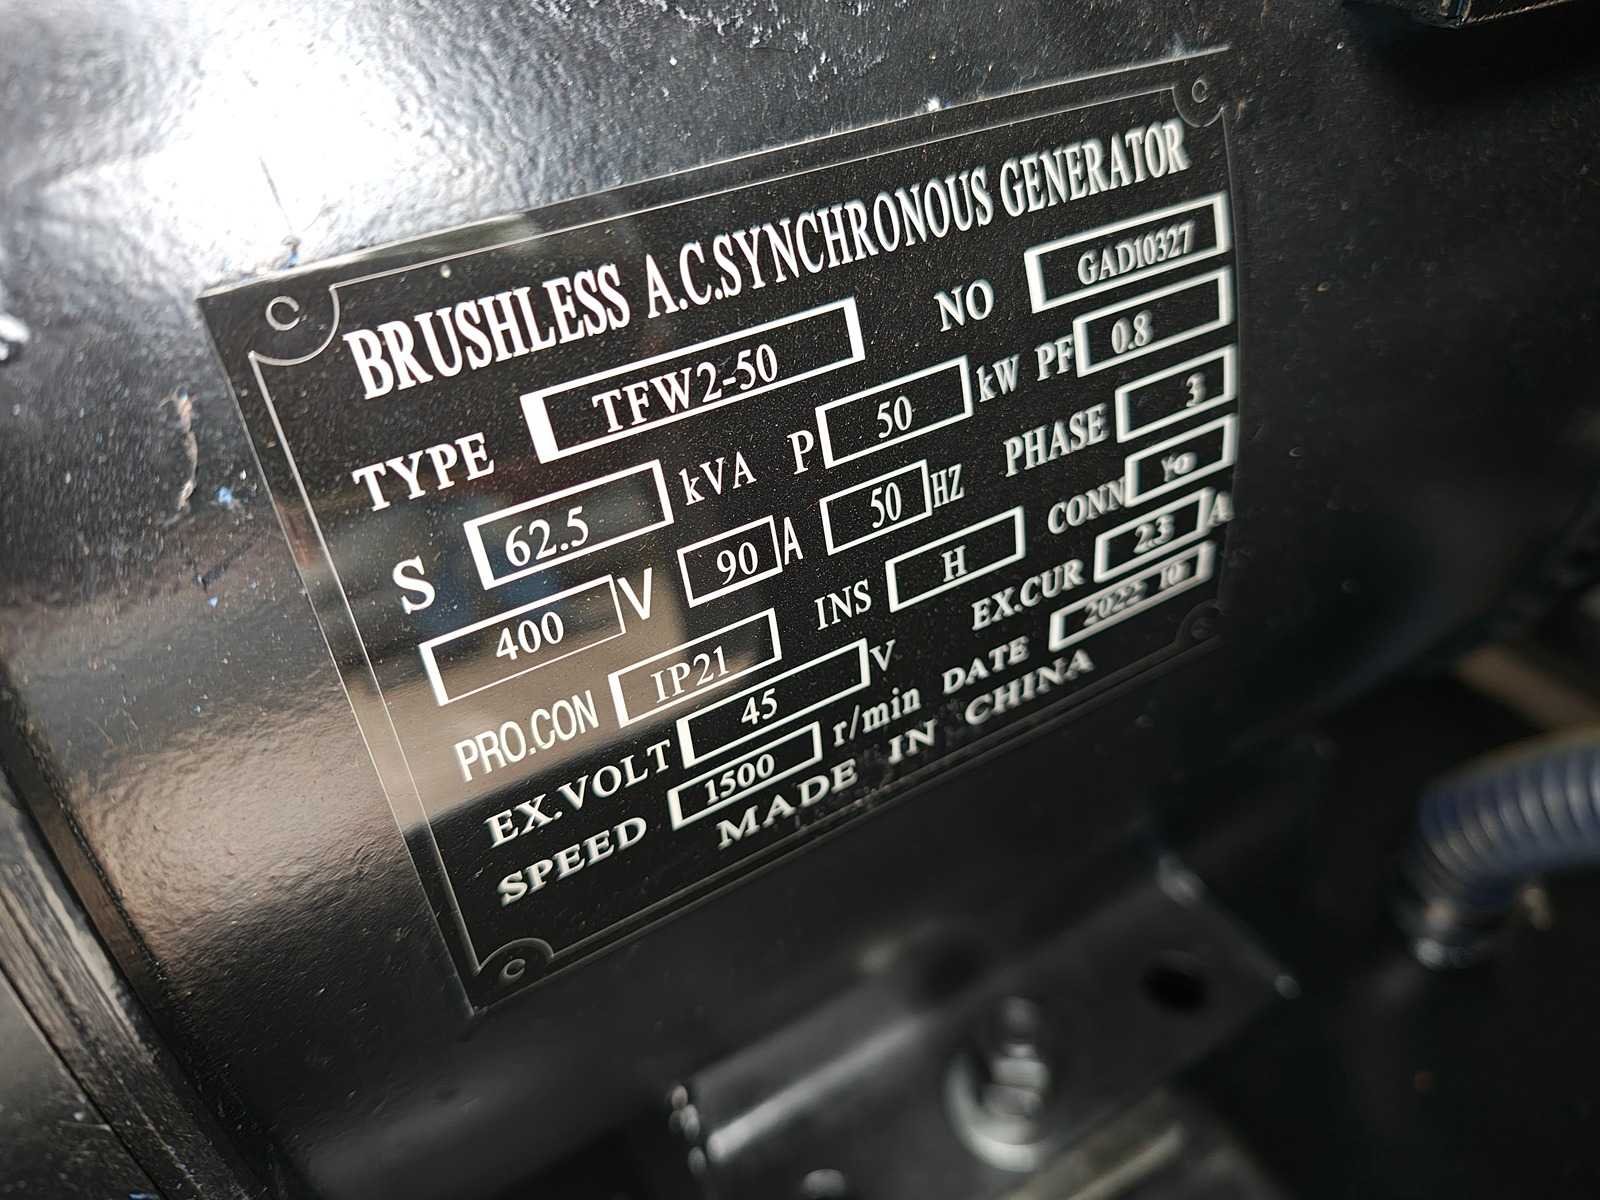 BRUSHLESS A.C.SYNCHRONOUS GENERATOR
TYPE TFW2-50 NO GAD10327
S 62.5 kVA P 50 kW PF 0.8
400 V 90 A 50 HZ PHASE 3
PRO.CON IP21 INS H CONN Yo
EX.VOLT 45 V EX.CUR 2.3 A
SPEED 1500 r/min DATE 2022 10
MADE IN CHINA